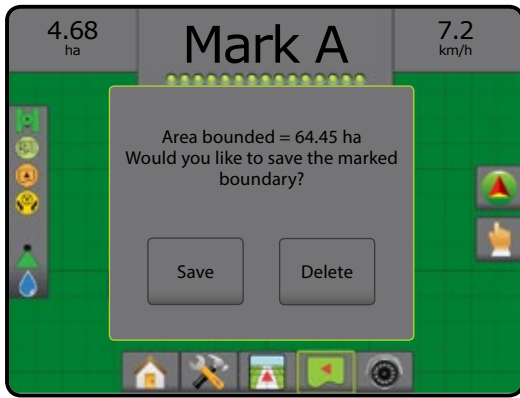 4.68
ha
Mark A
7.2
km/h
Area bounded = 64.45 ha
Would you like to save the marked
boundary?
Save
Delete